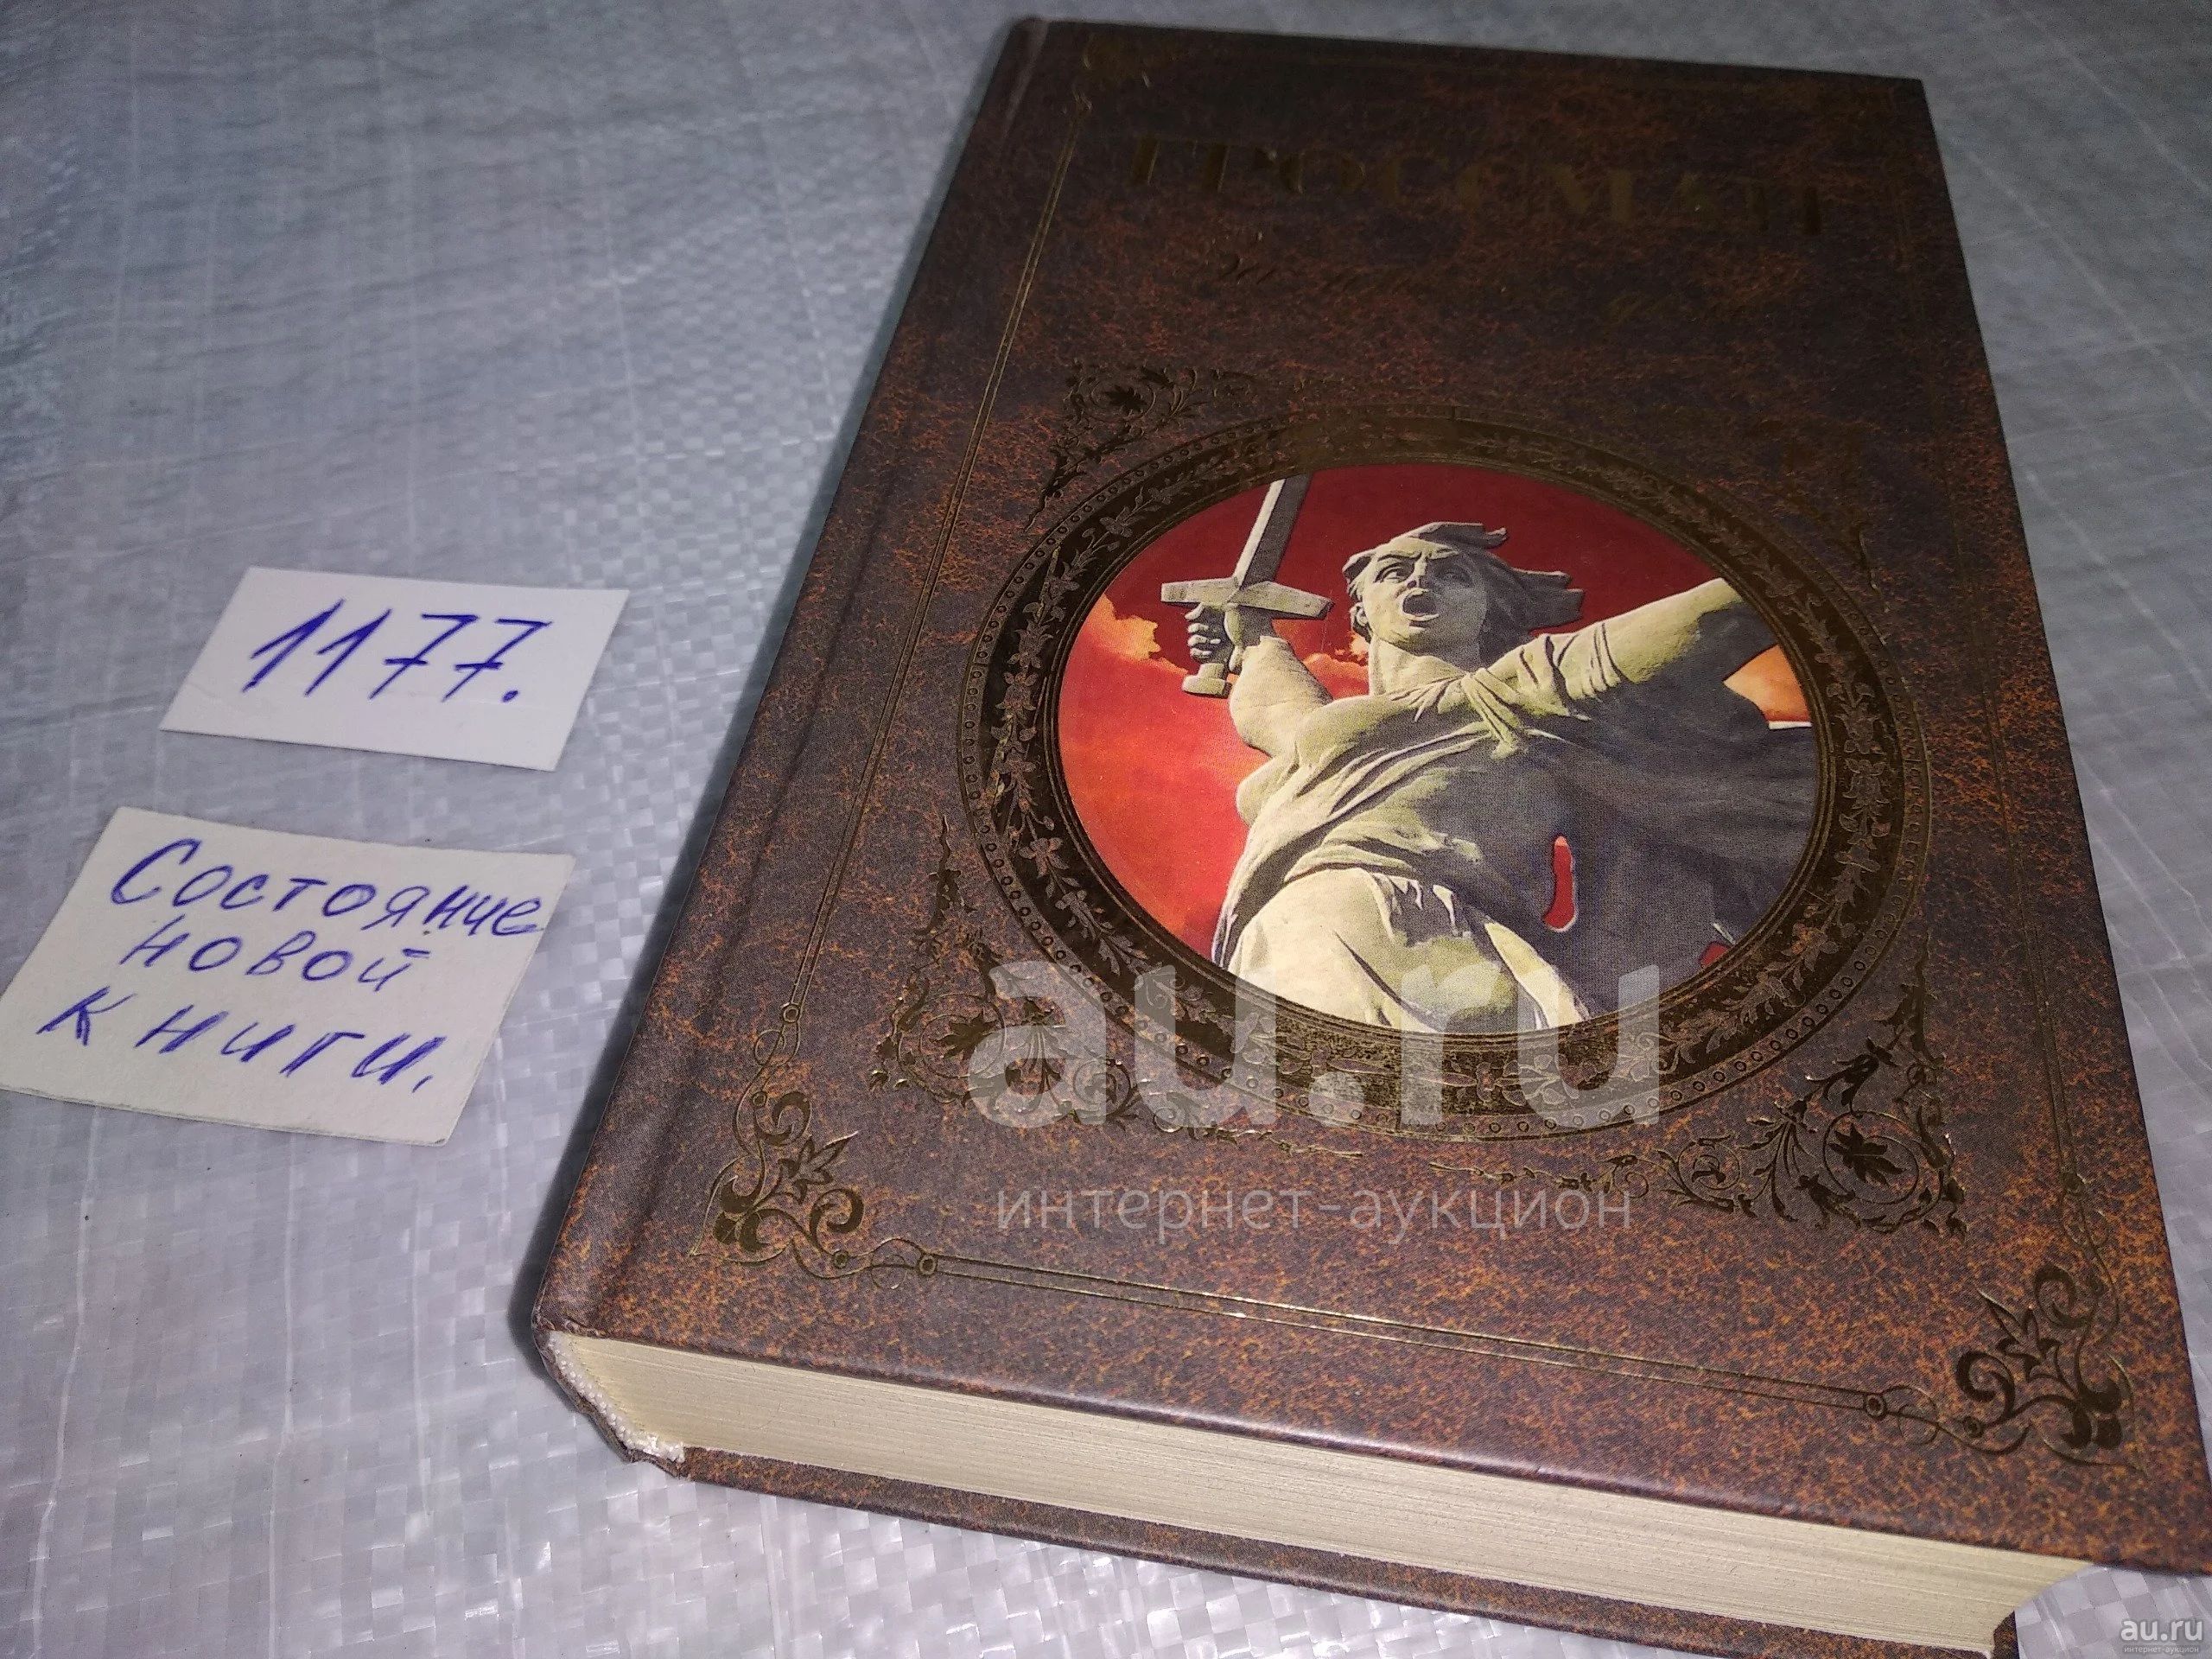 ГРОССМАН
1177.
Состояние
новой
книги.
au.ru
интернет-аукцион
au.ru
интернет-аукцион